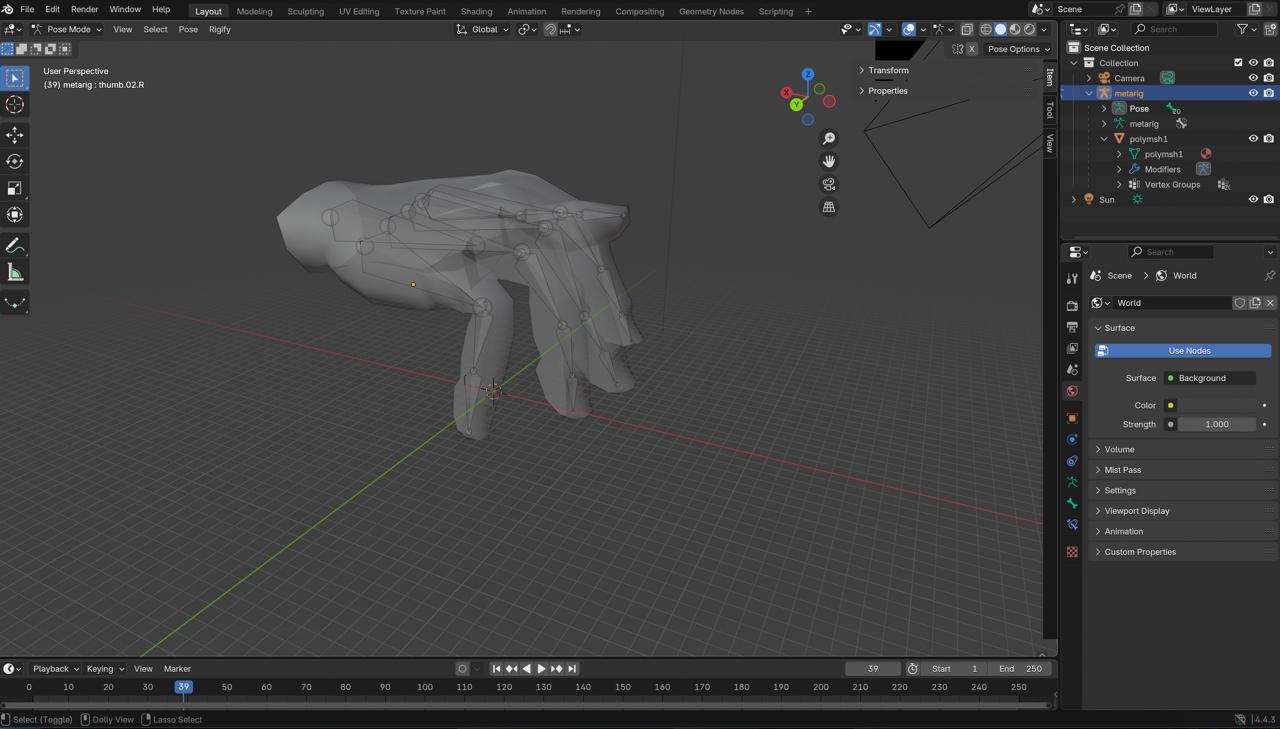 File Edit Render Window Help Layout Modeling Sculpting UV Editing Texture Paint Shading Animation Rendering Compositing Geometry Nodes Scripting + Scene ViewLayer
Pose Mode View Select Pose Rigify Global Search
X Pose Options
User Perspective
(39) metarig : thumb.02.R
Z
X
Y
Transform
Properties
Item
Tool
View
Scene Collection
Collection
Camera
metarig
Pose
metarig
polymsh1
polymsh1
Modifiers
Vertex Groups
Sun
Search
Scene World
World
Surface
Use Nodes
Surface Background
Color
Strength 1.000
Volume
Mist Pass
Settings
Viewport Display
Animation
Custom Properties
Playback Keying View Marker 39 Start 1 End 250
0 10 20 30 39 50 60 70 80 90 100 110 120 130 140 150 160 170 180 190 200 210 220 230 240 250
Select (Toggle) Dolly View Lasso Select 4.4.3